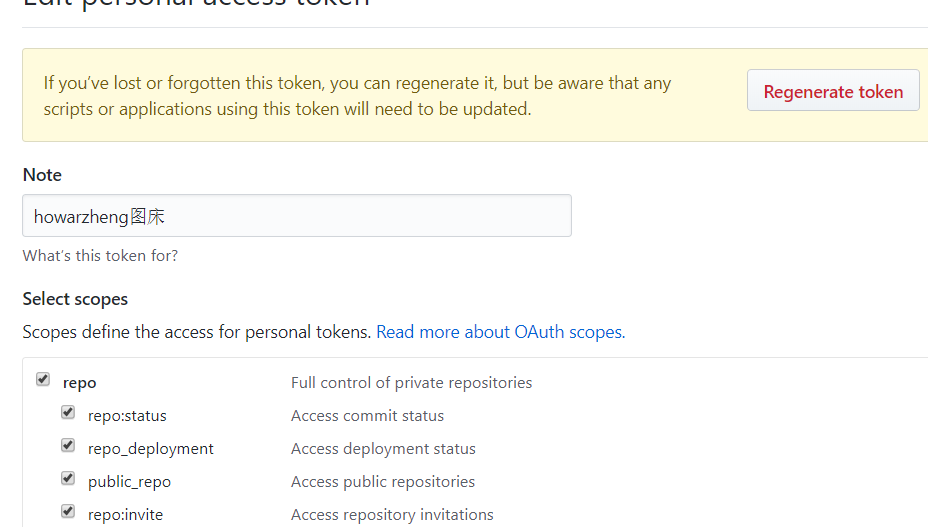 Edit personal access token
If you’ve lost or forgotten this token, you can regenerate it, but be aware that any
scripts or applications using this token will need to be updated.
Regenerate token
Note
howarzheng图床
What’s this token for?
Select scopes
Scopes define the access for personal tokens. Read more about OAuth scopes.
repo Full control of private repositories
repo:status Access commit status
repo_deployment Access deployment status
public_repo Access public repositories
repo:invite Access repository invitations